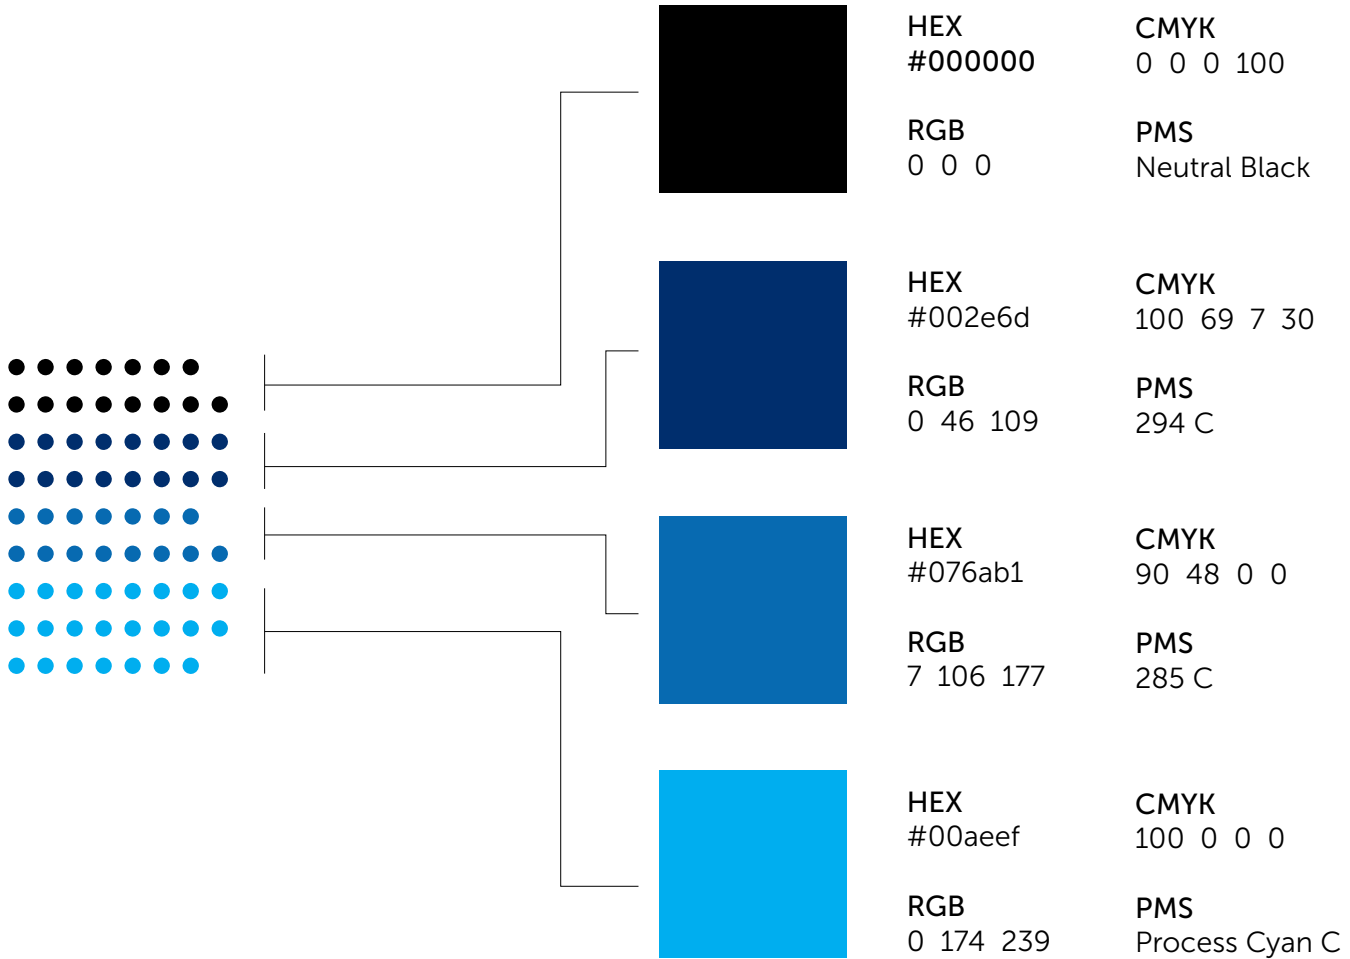 HEX
#000000
CMYK
0 0 0 100
RGB
0 0 0
PMS
Neutral Black
HEX
#002e6d
CMYK
100 69 7 30
RGB
0 46 109
PMS
294 C
HEX
#076ab1
CMYK
90 48 0 0
RGB
7 106 177
PMS
285 C
HEX
#00aeef
CMYK
100 0 0 0
RGB
0 174 239
PMS
Process Cyan C